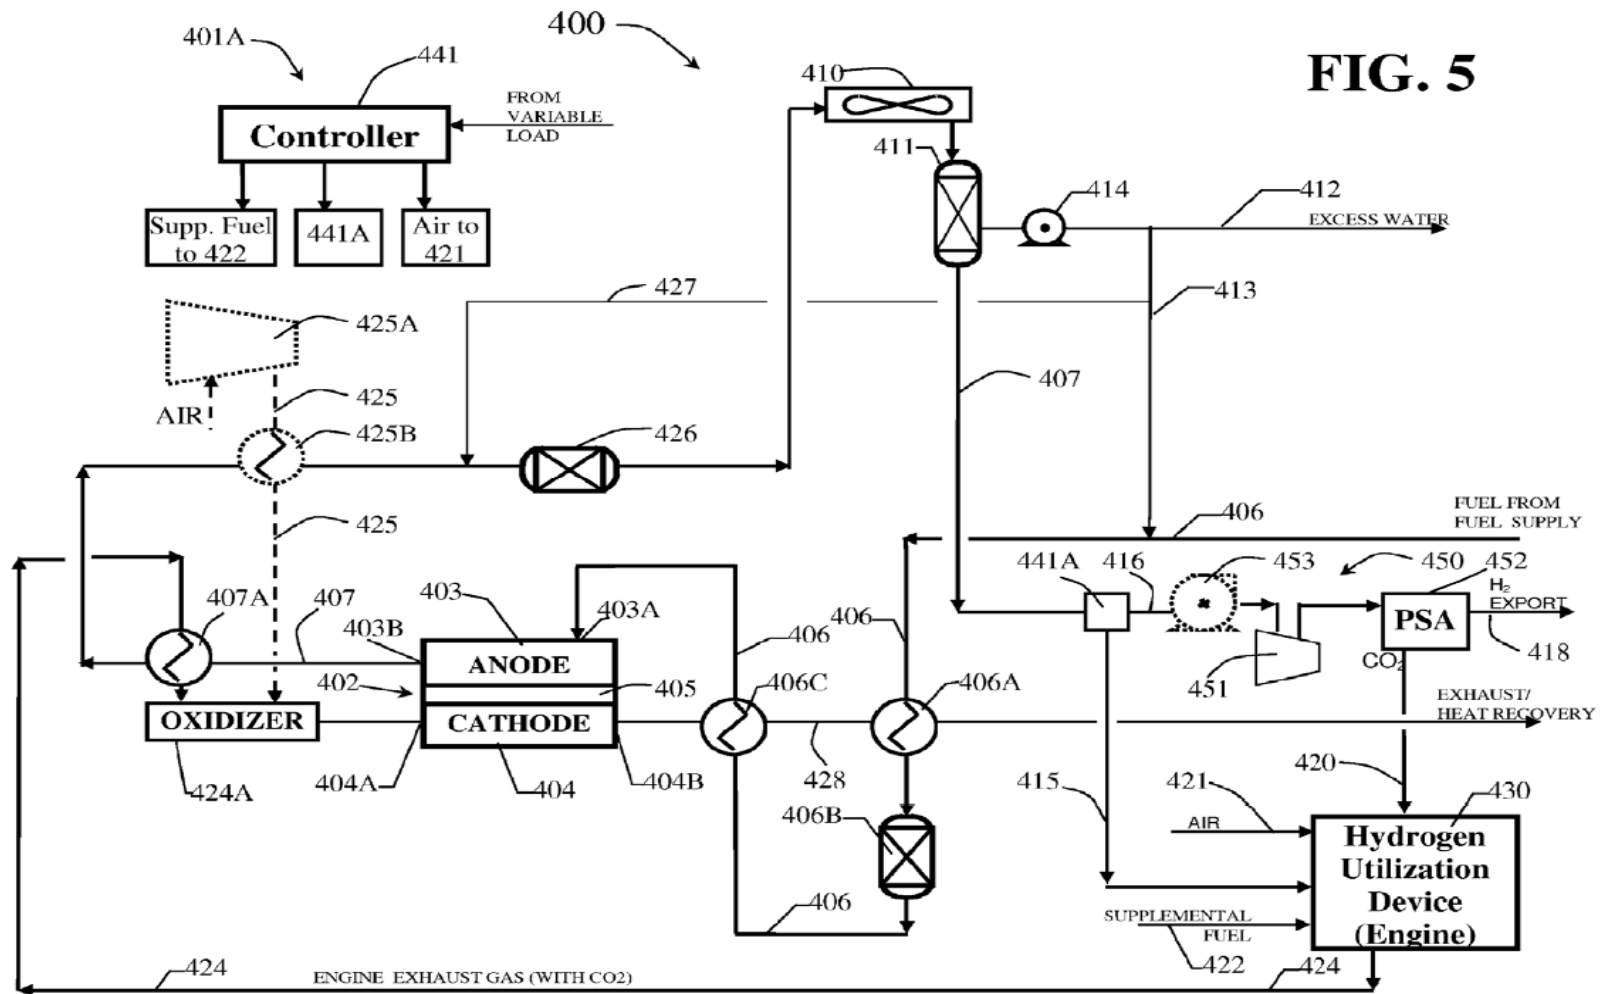 FIG. 5
400
401A
441
Controller
FROM
VARIABLE
LOAD
Supp. Fuel
to 422
441A
Air to
421
410
411
414
412
EXCESS WATER
427
413
425A
425
AIR
425B
426
407
425
406
FUEL FROM
FUEL SUPPLY
441A
416
453
450
452
H2
EXPORT
PSA
418
CO2
451
407A
407
403
403A
403B
406
406
ANODE
402
405
406C
406A
CATHODE
EXHAUST/
HEAT RECOVERY
OXIDIZER
424A
404A
404
404B
428
415
420
421
430
406B
AIR
Hydrogen
Utilization
Device
(Engine)
406
SUPPLEMENTAL
FUEL
422
424
ENGINE EXHAUST GAS (WITH CO2)
424